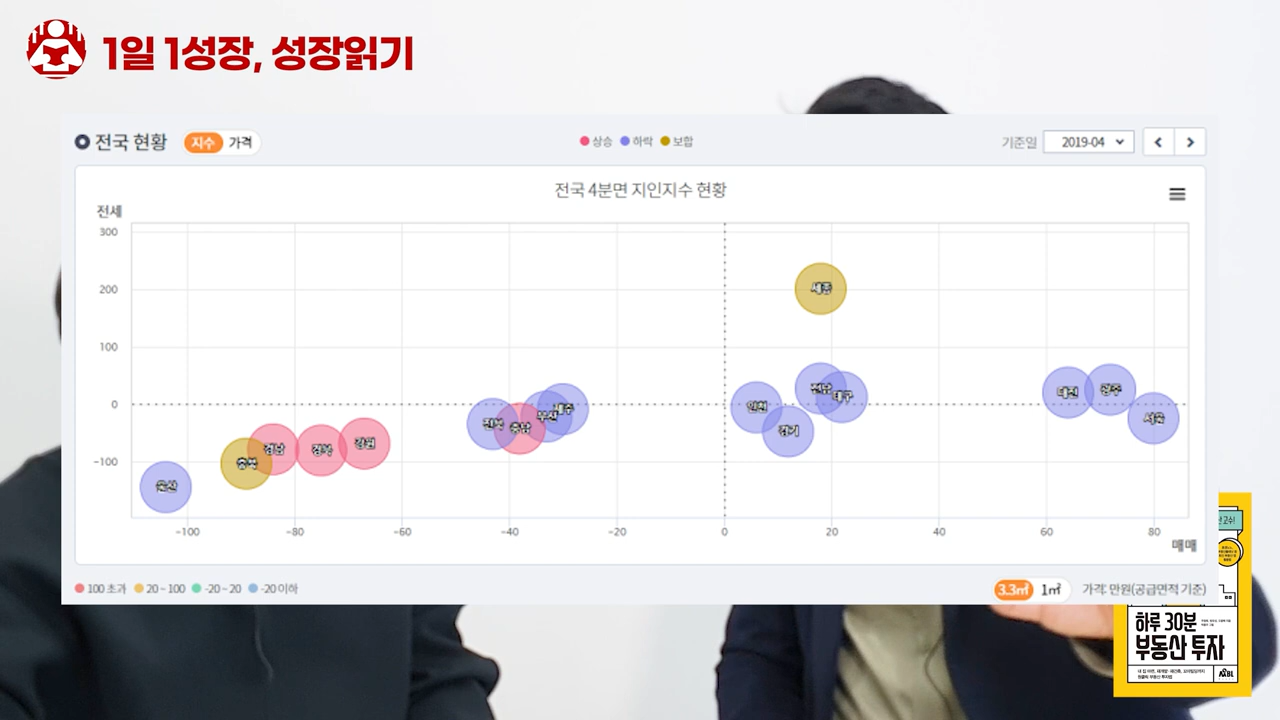 1일 1성장, 성장읽기
전국 현황 지수 가격
상승 하락 보합
기준일 2019-04
전국 4분면 지인지수 현황
전세
300
200
100
0
-100
세종
전남 대구
인천
경기
대전 광주
서울
전북 충남 부산 제주
충북 경남 경북 강원
울산
-100 -80 -60 -40 -20 0 20 40 60 80
매매
100 초과 20 ~ 100 -20 ~ 20 -20 이하
3.3㎡ 1㎡ 가격: 만원(공급면적 기준)
하루 30분
부동산 투자